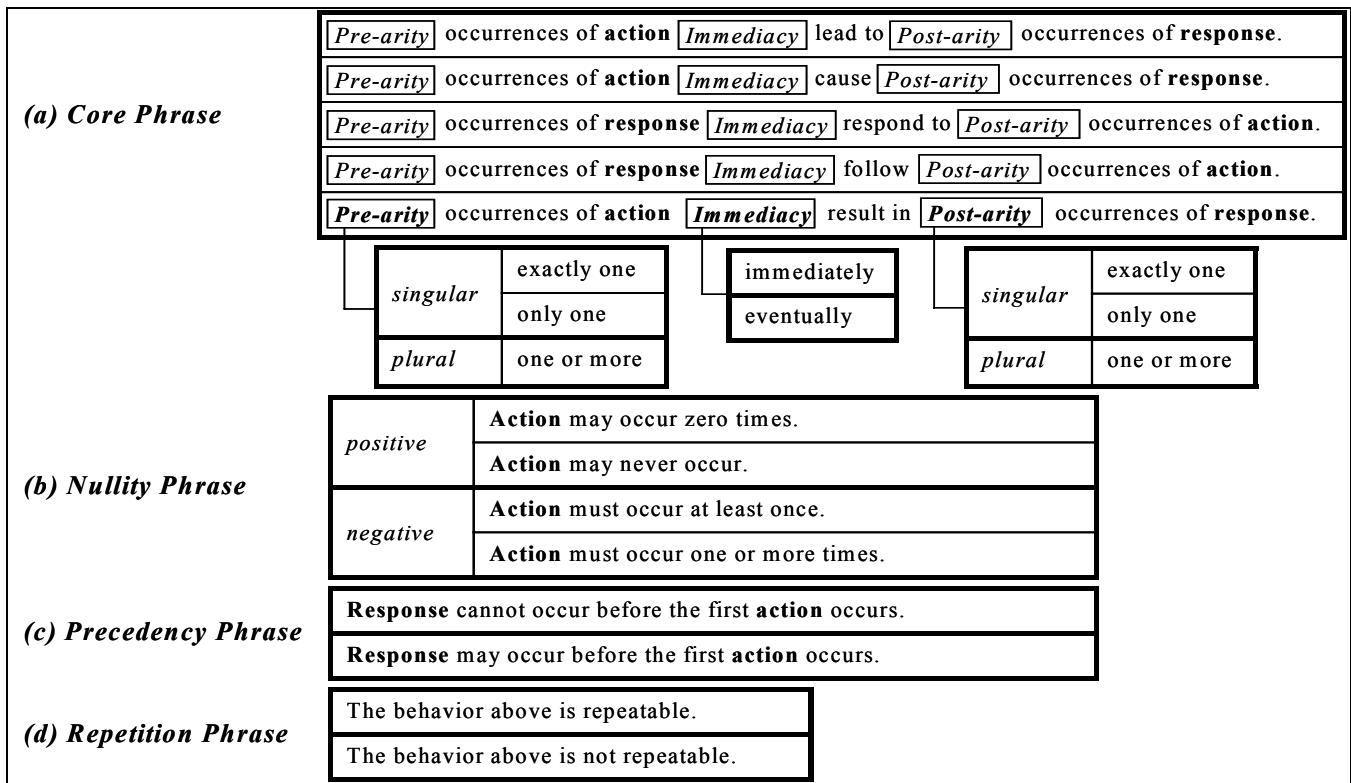 Pre-arity occurrences of action Immediacy lead to Post-arity occurrences of response.
Pre-arity occurrences of action Immediacy cause Post-arity occurrences of response.
(a) Core Phrase
Pre-arity occurrences of response Immediacy respond to Post-arity occurrences of action.
Pre-arity occurrences of response Immediacy follow Post-arity occurrences of action.
Pre-arity occurrences of action Immediacy result in Post-arity occurrences of response.
singular
exactly one
only one
plural
one or more
immediately
eventually
singular
exactly one
only one
plural
one or more
(b) Nullity Phrase
positive
Action may occur zero times.
Action may never occur.
negative
Action must occur at least once.
Action must occur one or more times.
(c) Precedency Phrase
Response cannot occur before the first action occurs.
Response may occur before the first action occurs.
(d) Repetition Phrase
The behavior above is repeatable.
The behavior above is not repeatable.